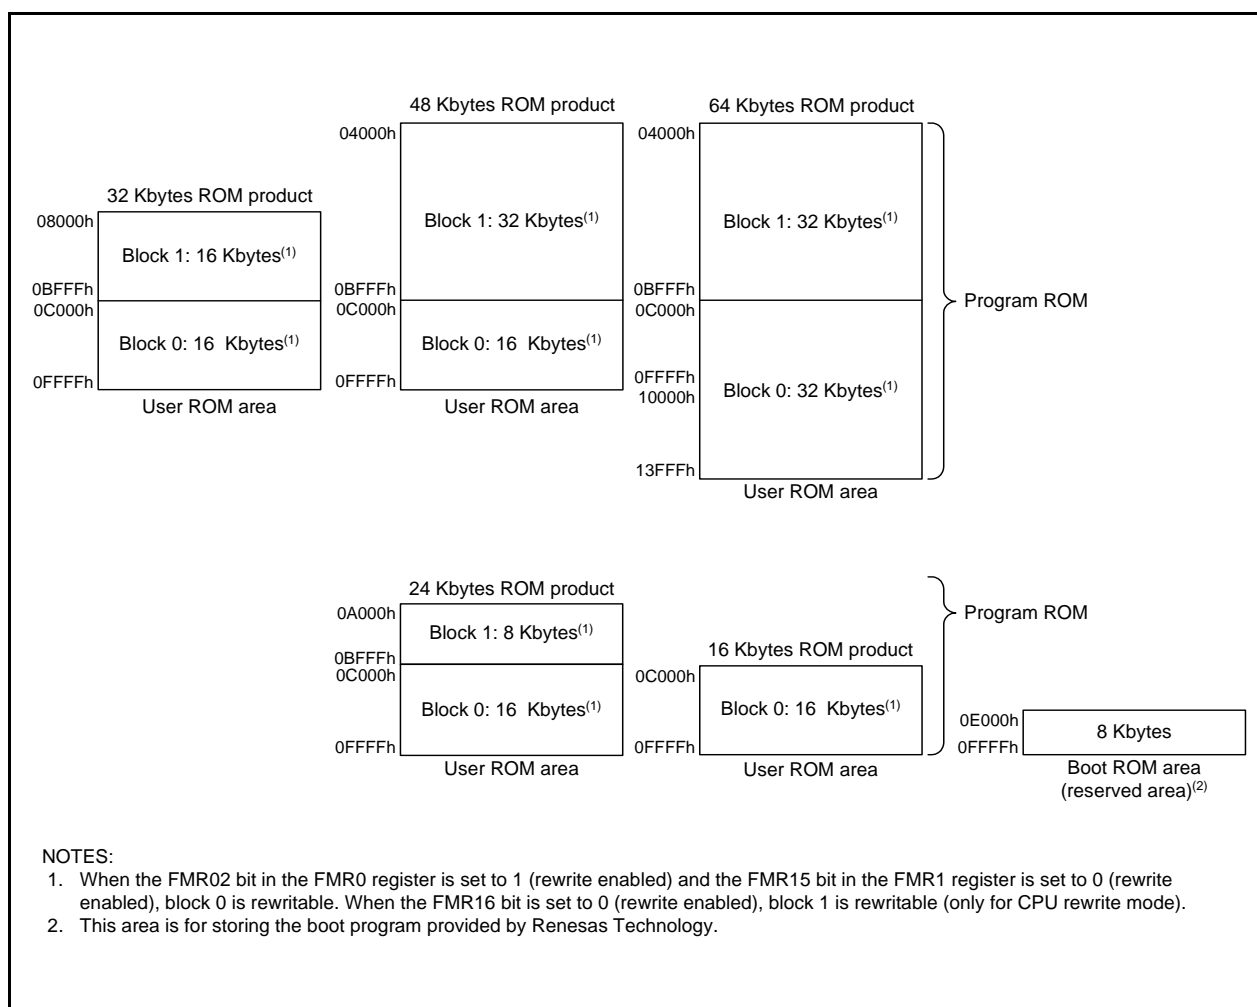 48 Kbytes ROM product
64 Kbytes ROM product
04000h
04000h
32 Kbytes ROM product
08000h
Block 1: 16 Kbytes(1)
Block 1: 32 Kbytes(1)
Block 1: 32 Kbytes(1)
0BFFFh
0C000h
0BFFFh
0C000h
0BFFFh
0C000h
Program ROM
Block 0: 16 Kbytes(1)
Block 0: 16 Kbytes(1)
0FFFFh
0FFFFh
0FFFFh
10000h
Block 0: 32 Kbytes(1)
User ROM area
User ROM area
13FFFh
User ROM area
24 Kbytes ROM product
0A000h
Block 1: 8 Kbytes(1)
Program ROM
0BFFFh
0C000h
16 Kbytes ROM product
0C000h
Block 0: 16 Kbytes(1)
Block 0: 16 Kbytes(1)
0FFFFh
0FFFFh
0E000h
0FFFFh
8 Kbytes
User ROM area
User ROM area
Boot ROM area
(reserved area)(2)
NOTES:
1. When the FMR02 bit in the FMR0 register is set to 1 (rewrite enabled) and the FMR15 bit in the FMR1 register is set to 0 (rewrite
enabled), block 0 is rewritable. When the FMR16 bit is set to 0 (rewrite enabled), block 1 is rewritable (only for CPU rewrite mode).
2. This area is for storing the boot program provided by Renesas Technology.